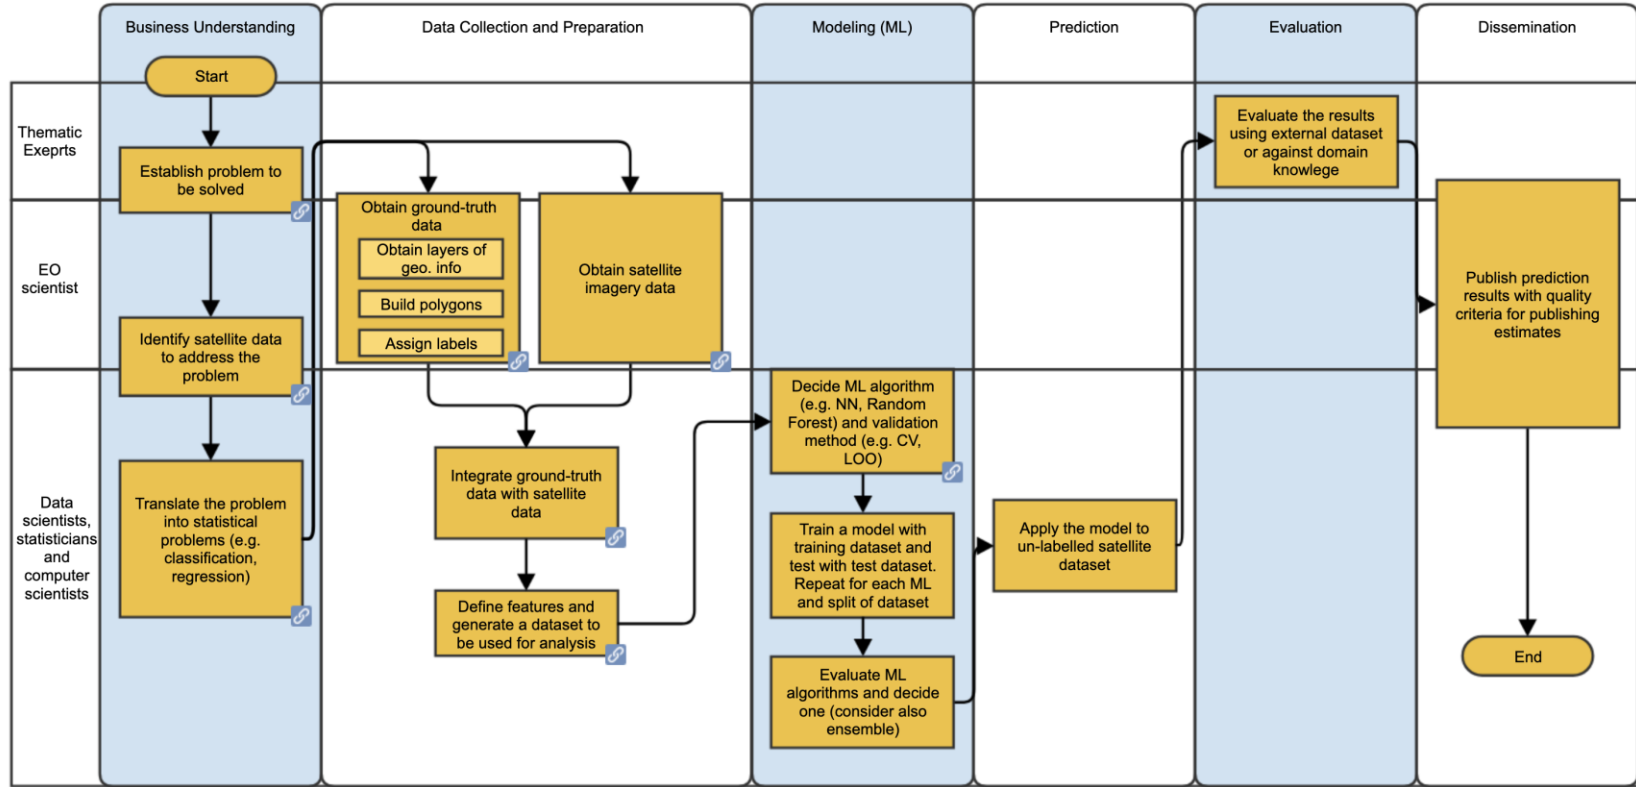 Business Understanding
Data Collection and Preparation
Modeling (ML)
Prediction
Evaluation
Dissemination
Start
Thematic
Exeprts
Establish problem to
be solved
Evaluate the results
using external dataset
or against domain
knowlege
EO
scientist
Identify satellite data
to address the
problem
Obtain ground-truth
data
Obtain layers of
geo. info
Build polygons
Assign labels
Obtain satellite
imagery data
Publish prediction
results with quality
criteria for publishing
estimates
Data
scientists,
statisticians
and
computer
scientists
Translate the problem
into statistical
problems (e.g.
classification,
regression)
Integrate ground-truth
data with satellite
data
Define features and
generate a dataset to
be used for analysis
Decide ML algorithm
(e.g. NN, Random
Forest) and validation
method (e.g. CV,
LOO)
Train a model with
training dataset and
test with test dataset.
Repeat for each ML
and split of dataset
Evaluate ML
algorithms and decide
one (consider also
ensemble)
Apply the model to
un-labelled satellite
dataset
End